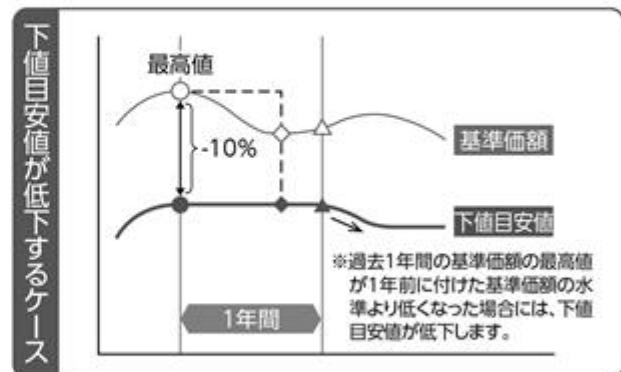 下値目安値が低下するケース
最高値
-10%
基準価額
下値目安値
※過去1年間の基準価額の最高値
が1年前に付けた基準価額の水
準より低くなった場合には、下値
目安値が低下します。
1年間